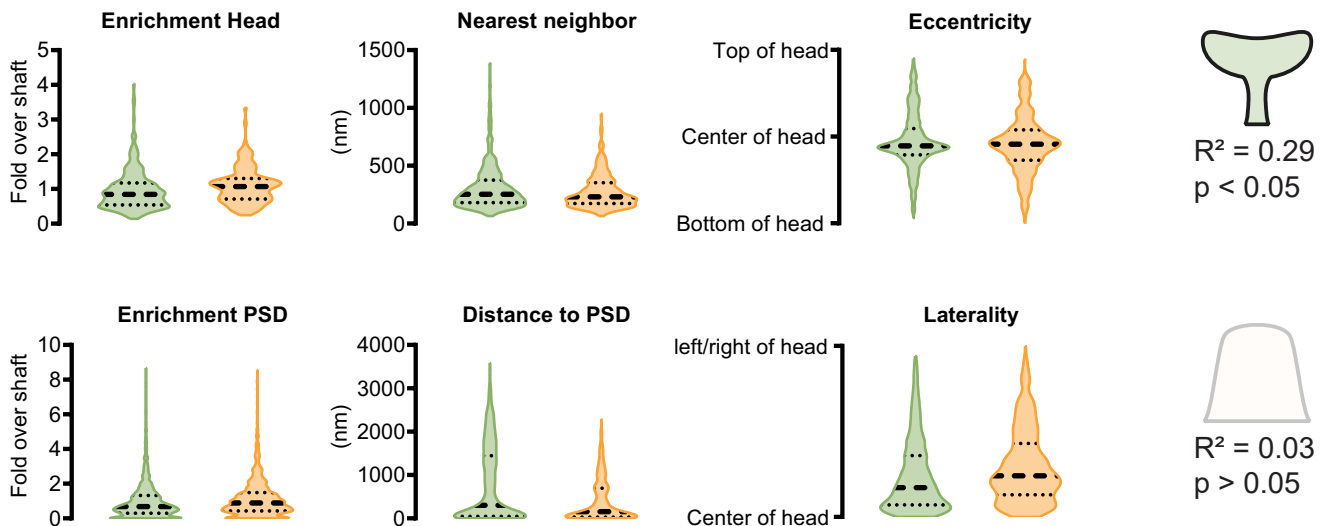 Enrichment Head
Fold over shaft
5
4
3
2
1
0
Nearest neighbor
(nm)
1500
1000
500
0
Eccentricity
Top of head
Center of head
Bottom of head
R² = 0.29
p < 0.05
Enrichment PSD
Fold over shaft
10
8
6
4
2
0
Distance to PSD
(nm)
4000
3000
2000
1000
0
Laterality
left/right of head
Center of head
R² = 0.03
p > 0.05